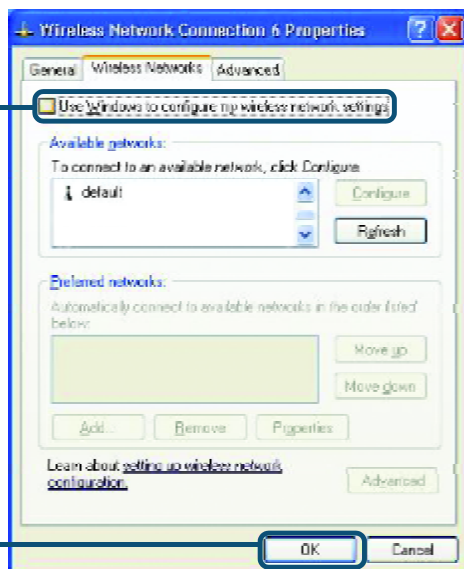 Wireless Network Connection 6 Properties
General Wireless Networks Advanced
Use Windows to configure my wireless network settings
Available networks:
To connect to an available network, click Configure
default
Configure
Refresh
Preferred networks:
Automatically connect to available networks in the order listed
below:
Move up
Move down
Add... Remove Properties
Learn about setting up wireless network
configuration.
Advanced
OK Cancel